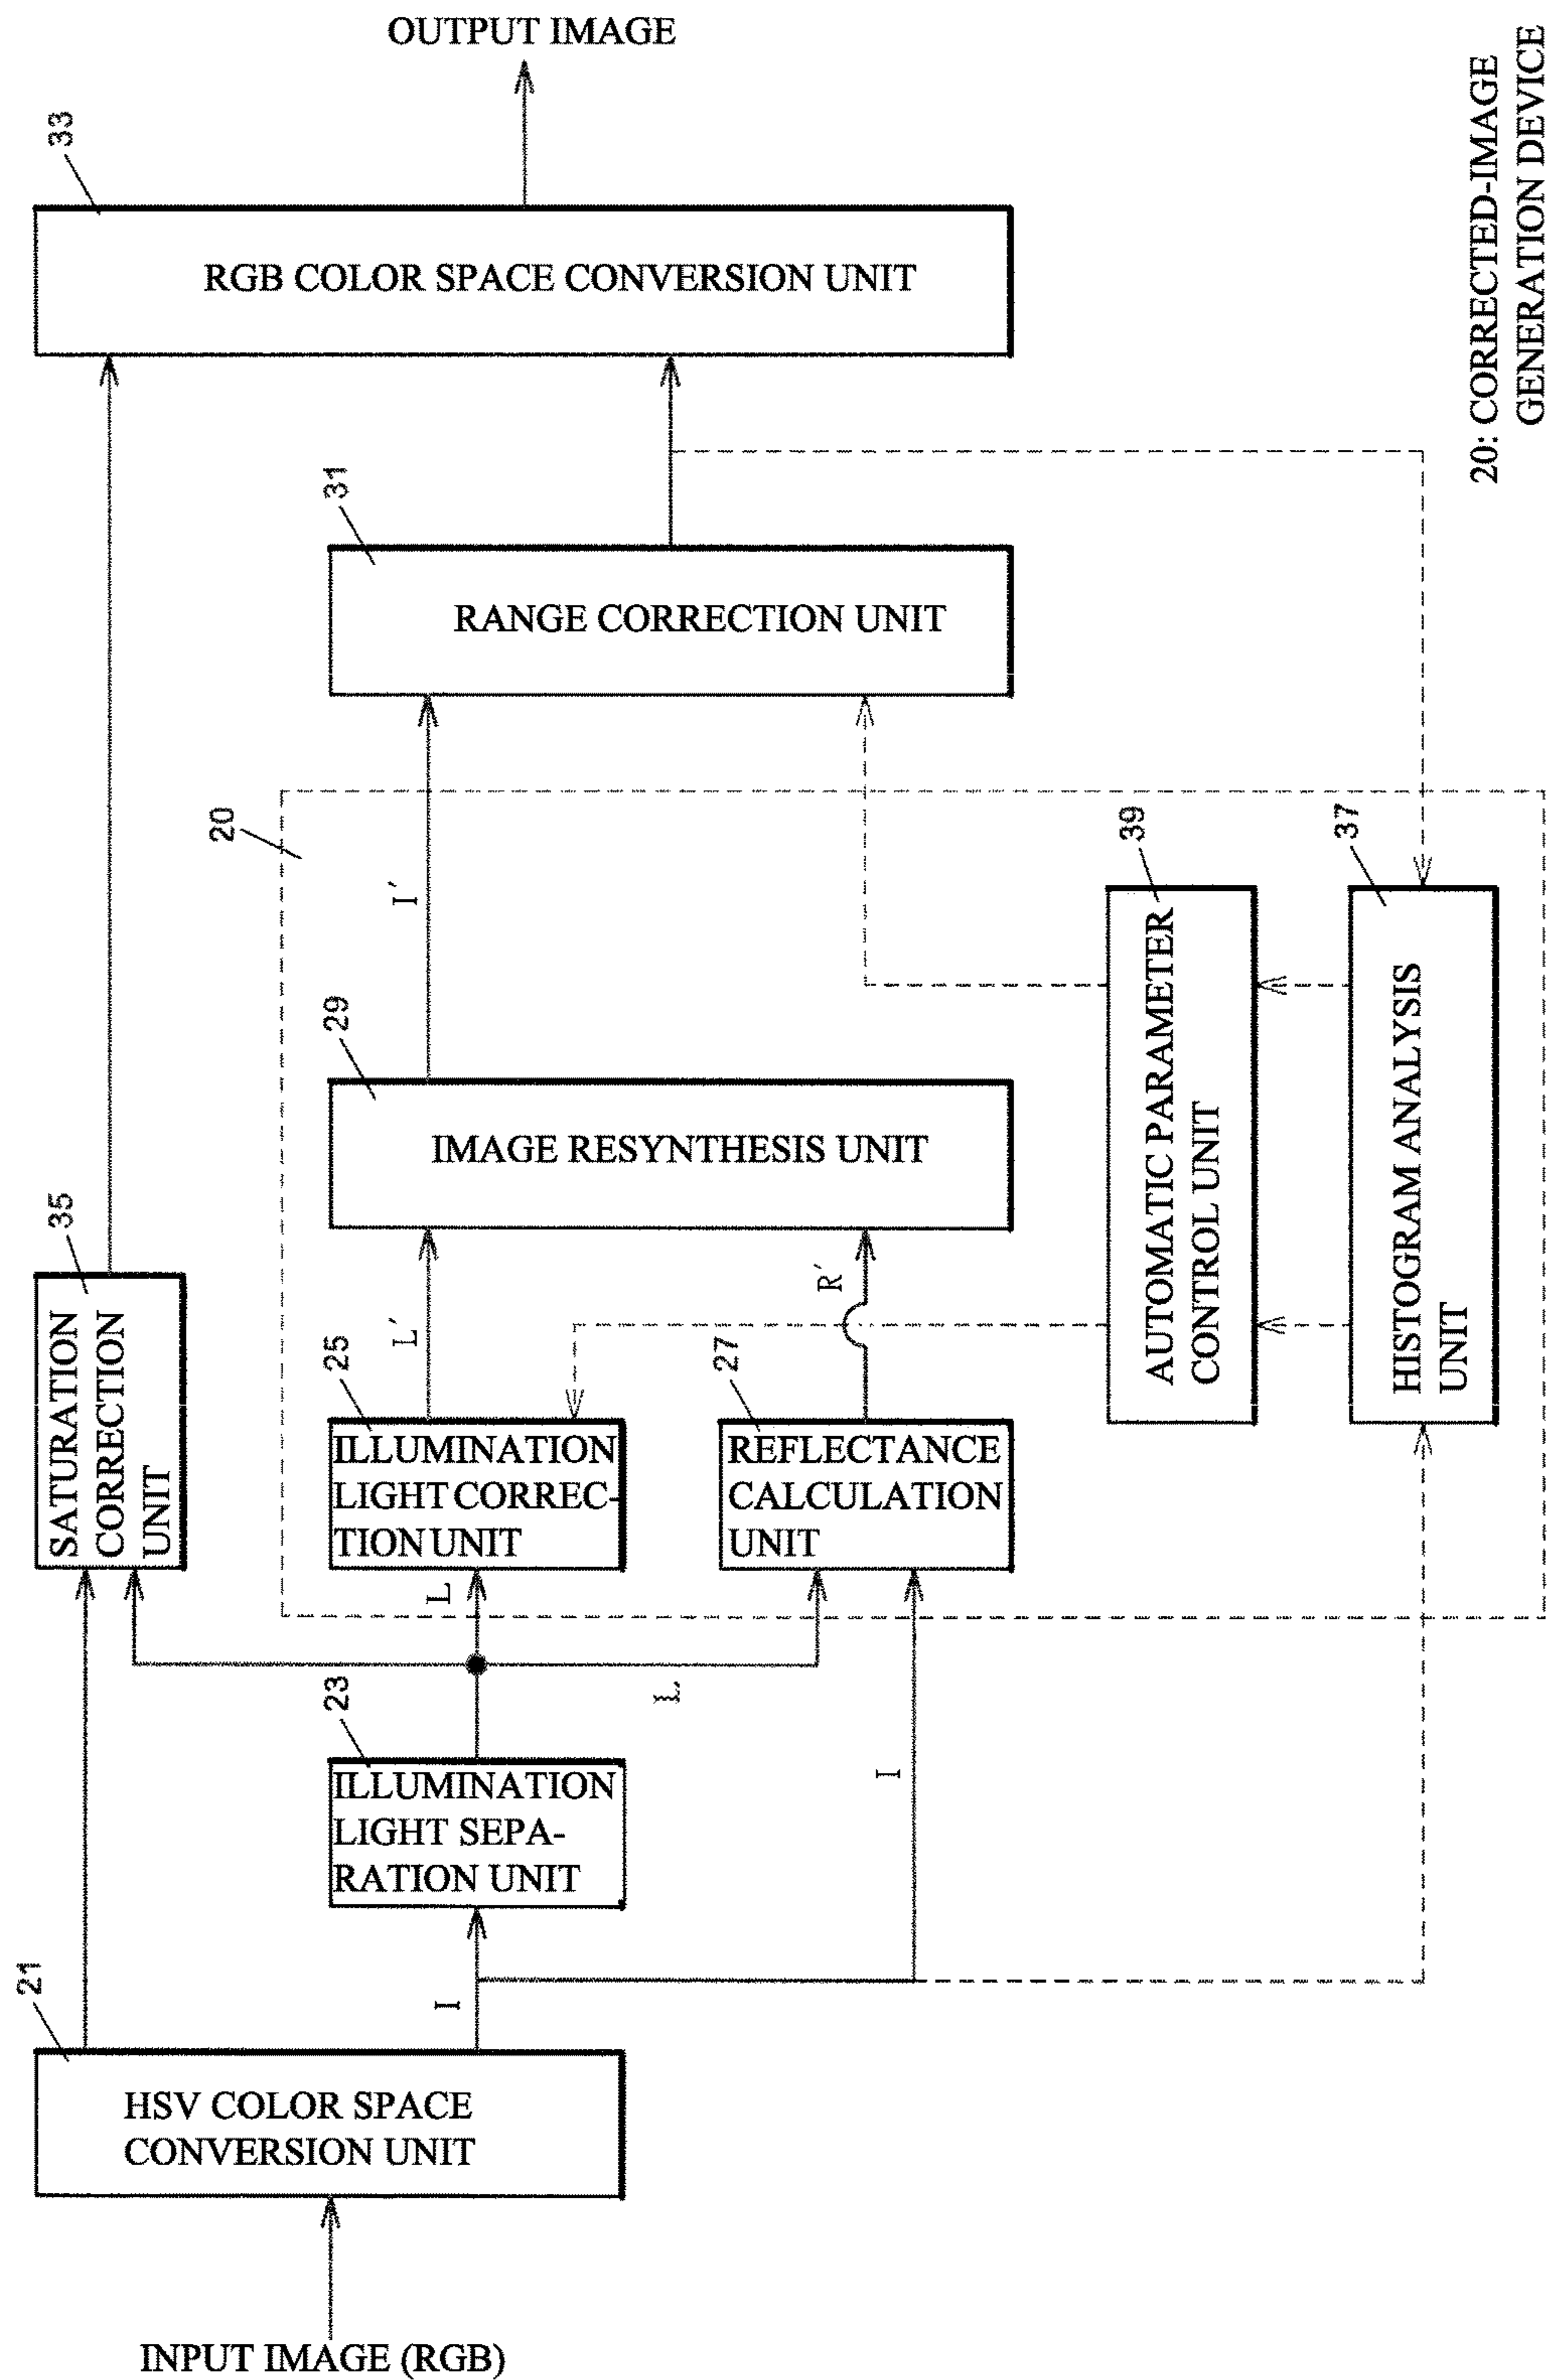 OUTPUT IMAGE
33
RGB COLOR SPACE CONVERSION UNIT
31
RANGE CORRECTION UNIT
20
I´
39
AUTOMATIC PARAMETER
CONTROL UNIT
37
HISTOGRAM ANALYSIS
UNIT
29
IMAGE RESYNTHESIS UNIT
35
SATURATION
CORRECTION
UNIT
L´
R´
25
ILLUMINATION
LIGHT CORREC-
TION UNIT
27
REFLECTANCE
CALCULATION
UNIT
L
L
23
ILLUMINATION
LIGHT SEPA-
RATION UNIT
I
I
21
HSV COLOR SPACE
CONVERSION UNIT
INPUT IMAGE (RGB)
20: CORRECTED-IMAGE
GENERATION DEVICE